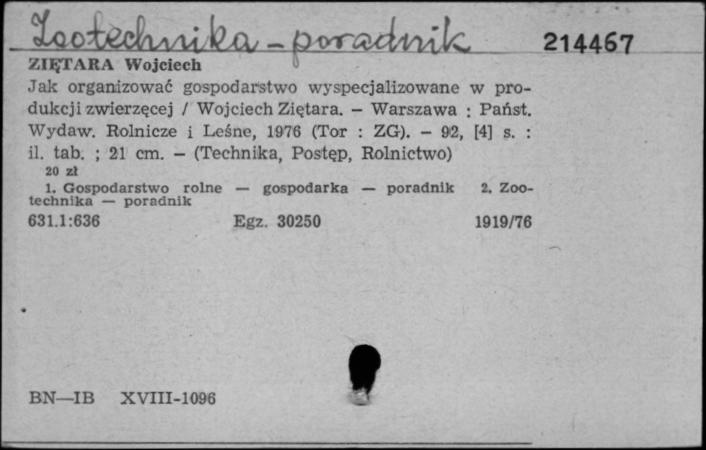 Zootechnika – poradnik 214467
ZIĘTARA Wojciech
Jak organizować gospodarstwo wyspecjalizowane w pro-
dukcji zwierzęcej / Wojciech Ziętara. – Warszawa : Państ.
Wydaw. Rolnicze i Leśne, 1976 (Tor : ZG). – 92, [4] s. :
il. tab. ; 21 cm. – (Technika, Postęp, Rolnictwo)
20 zł
1. Gospodarstwo rolne — gospodarka — poradnik 2. Zoo-
technika — poradnik
631.1:636 Egz. 30250 1919/76
BN—IB XVIII-1096